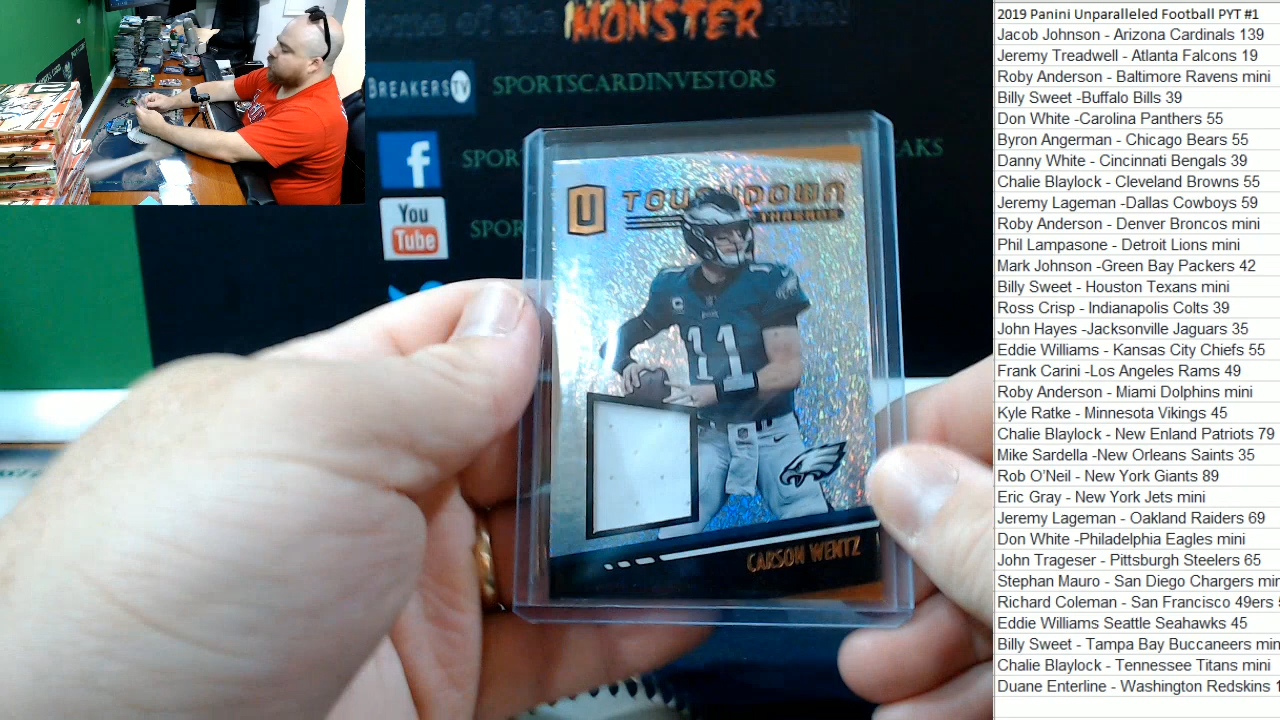 MONSTER
BREAKERS TV
SPORTSCARDINVESTORS
f
SPOR
EAKS
You
Tube
SPO
U
TOUCHDOWN
THREADS
11
CARSON WENTZ
2019 Panini Unparalleled Football PYT #1
Jacob Johnson - Arizona Cardinals 139
Jeremy Treadwell - Atlanta Falcons 19
Roby Anderson - Baltimore Ravens mini
Billy Sweet -Buffalo Bills 39
Don White -Carolina Panthers 55
Byron Angerman - Chicago Bears 55
Danny White - Cincinnati Bengals 39
Chalie Blaylock - Cleveland Browns 55
Jeremy Lageman -Dallas Cowboys 59
Roby Anderson - Denver Broncos mini
Phil Lampasone - Detroit Lions mini
Mark Johnson -Green Bay Packers 42
Billy Sweet - Houston Texans mini
Ross Crisp - Indianapolis Colts 39
John Hayes -Jacksonville Jaguars 35
Eddie Williams - Kansas City Chiefs 55
Frank Carini -Los Angeles Rams 49
Roby Anderson - Miami Dolphins mini
Kyle Ratke - Minnesota Vikings 45
Chalie Blaylock - New Enland Patriots 79
Mike Sardella -New Orleans Saints 35
Rob O'Neil - New York Giants 89
Eric Gray - New York Jets mini
Jeremy Lageman - Oakland Raiders 69
Don White -Philadelphia Eagles mini
John Trageser - Pittsburgh Steelers 65
Stephan Mauro - San Diego Chargers min
Richard Coleman - San Francisco 49ers
Eddie Williams Seattle Seahawks 45
Billy Sweet - Tampa Bay Buccaneers min
Chalie Blaylock - Tennessee Titans mini
Duane Enterline - Washington Redskins 1